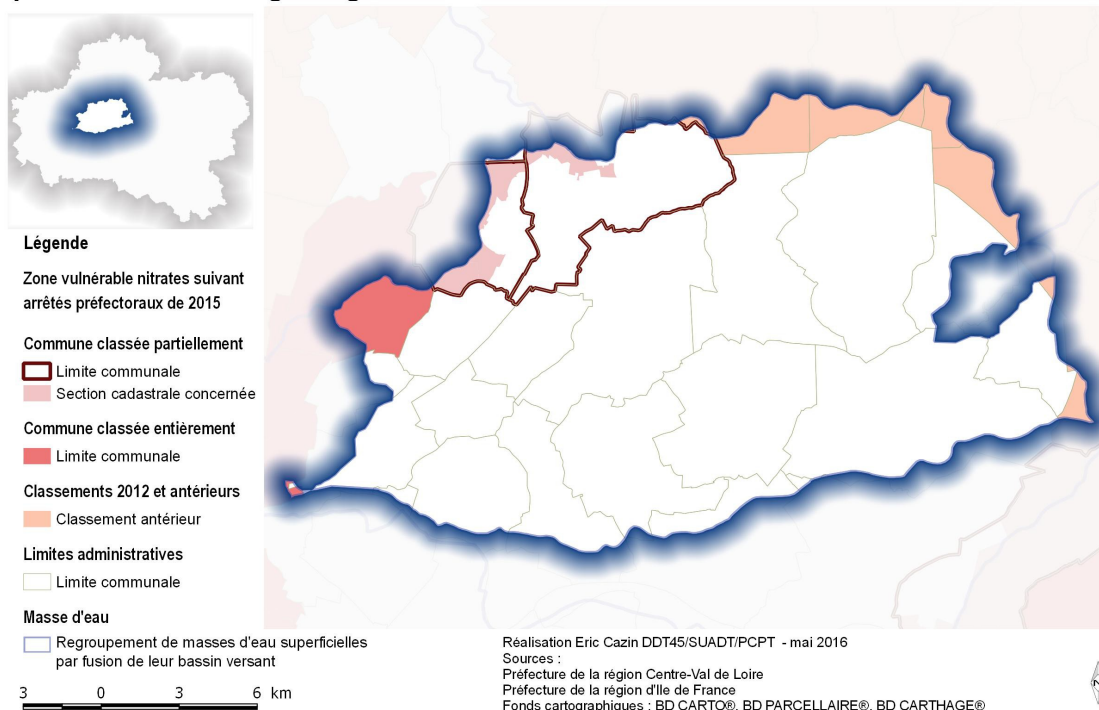 Légende
Zone vulnérable nitrates suivant
arrêtés préfectoraux de 2015
Commune classée partiellement
Limite communale
Section cadastrale concernée
Commune classée entièrement
Limite communale
Classements 2012 et antérieurs
Classement antérieur
Limites administratives
Limite communale
Masse d'eau
Regroupement de masses d'eau superficielles
par fusion de leur bassin versant
3 0 3 6 km
Réalisation Eric Cazin DDT45/SUADT/PCPT - mai 2016
Sources :
Préfecture de la région Centre-Val de Loire
Préfecture de la région d'Ile de France
Fonds cartographiques : BD CARTO®, BD PARCELLAIRE®, BD CARTHAGE®